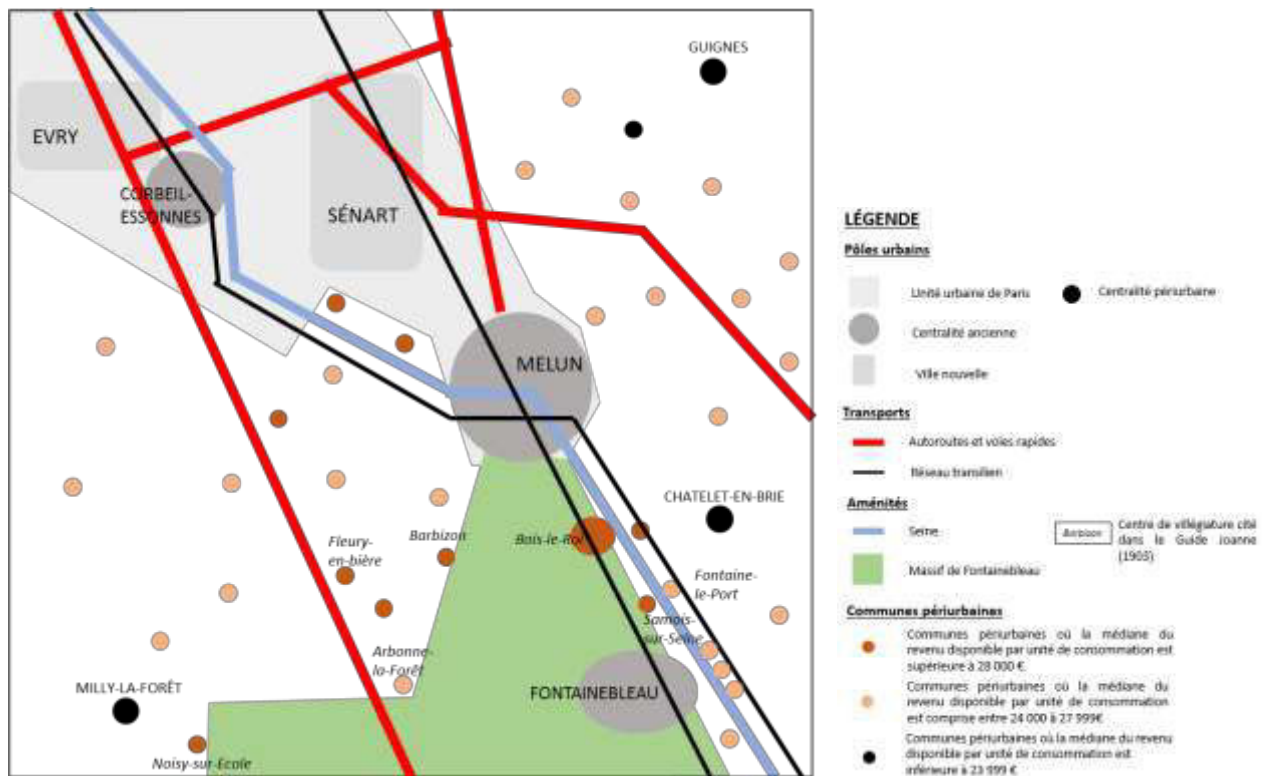 GUIGNES
EVRY
CORBEIL-
ESSONNES
SÉNART
MELUN
CHATELET-EN-BRIE
Barbizon
Bois-le-Roi
Fleury-
en-bière
Fontaine-
le-Port
Samois-
sur-Seine
Arbonne-
la-Forêt
MILLY-LA-FORÊT
FONTAINEBLEAU
Noisy-sur-Ecole
LÉGENDE
Pôles urbains
Unité urbaine de Paris
Centralité périurbaine
Centralité ancienne
Ville nouvelle
Transports
Autoroutes et voies rapides
Réseau transilien
Aménités
Seine
Barbizon
Centre de villégiature cité
dans le Guide Joanne
(1903)
Massif de Fontainebleau
Communes périurbaines
Communes périurbaines où la médiane du
revenu disponible par unité de consommation est
supérieure à 28 000 €.
Communes périurbaines où la médiane du
revenu disponible par unité de consommation
est comprise entre 24 000 à 27 999€
Communes périurbaines où la médiane du revenu
disponible par unité de consommation est
inférieure à 23 999 €